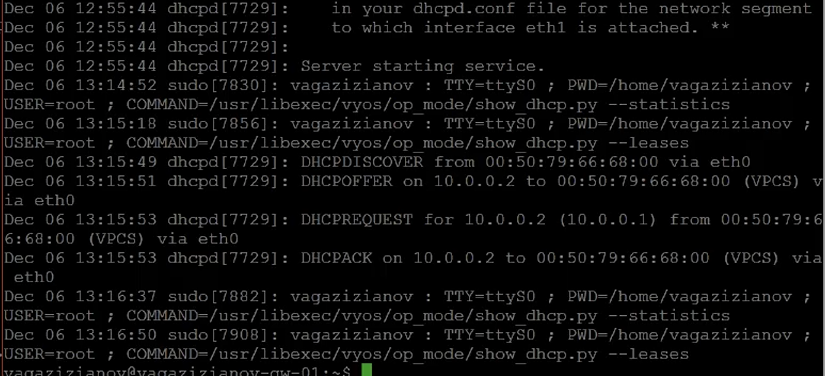 Dec 06 12:55:44 dhcpd[7729]:    in your dhcpd.conf file for the network segment
Dec 06 12:55:44 dhcpd[7729]:    to which interface eth1 is attached. **
Dec 06 12:55:44 dhcpd[7729]:
Dec 06 12:55:44 dhcpd[7729]: Server starting service.
Dec 06 13:14:52 sudo[7830]: vagazizianov : TTY=ttyS0 ; PWD=/home/vagazizianov ;
USER=root ; COMMAND=/usr/libexec/vyos/op_mode/show_dhcp.py --statistics
Dec 06 13:15:18 sudo[7856]: vagazizianov : TTY=ttyS0 ; PWD=/home/vagazizianov ;
USER=root ; COMMAND=/usr/libexec/vyos/op_mode/show_dhcp.py --leases
Dec 06 13:15:49 dhcpd[7729]: DHCPDISCOVER from 00:50:79:66:68:00 via eth0
Dec 06 13:15:51 dhcpd[7729]: DHCPOFFER on 10.0.0.2 to 00:50:79:66:68:00 (VPCS) v
ia eth0
Dec 06 13:15:53 dhcpd[7729]: DHCPREQUEST for 10.0.0.2 (10.0.0.1) from 00:50:79:6
6:68:00 (VPCS) via eth0
Dec 06 13:15:53 dhcpd[7729]: DHCPACK on 10.0.0.2 to 00:50:79:66:68:00 (VPCS) via
 eth0
Dec 06 13:16:37 sudo[7882]: vagazizianov : TTY=ttyS0 ; PWD=/home/vagazizianov ;
USER=root ; COMMAND=/usr/libexec/vyos/op_mode/show_dhcp.py --statistics
Dec 06 13:16:50 sudo[7908]: vagazizianov : TTY=ttyS0 ; PWD=/home/vagazizianov ;
USER=root ; COMMAND=/usr/libexec/vyos/op_mode/show_dhcp.py --leases
vagazizianov@vagazizianov-gw-01:~$